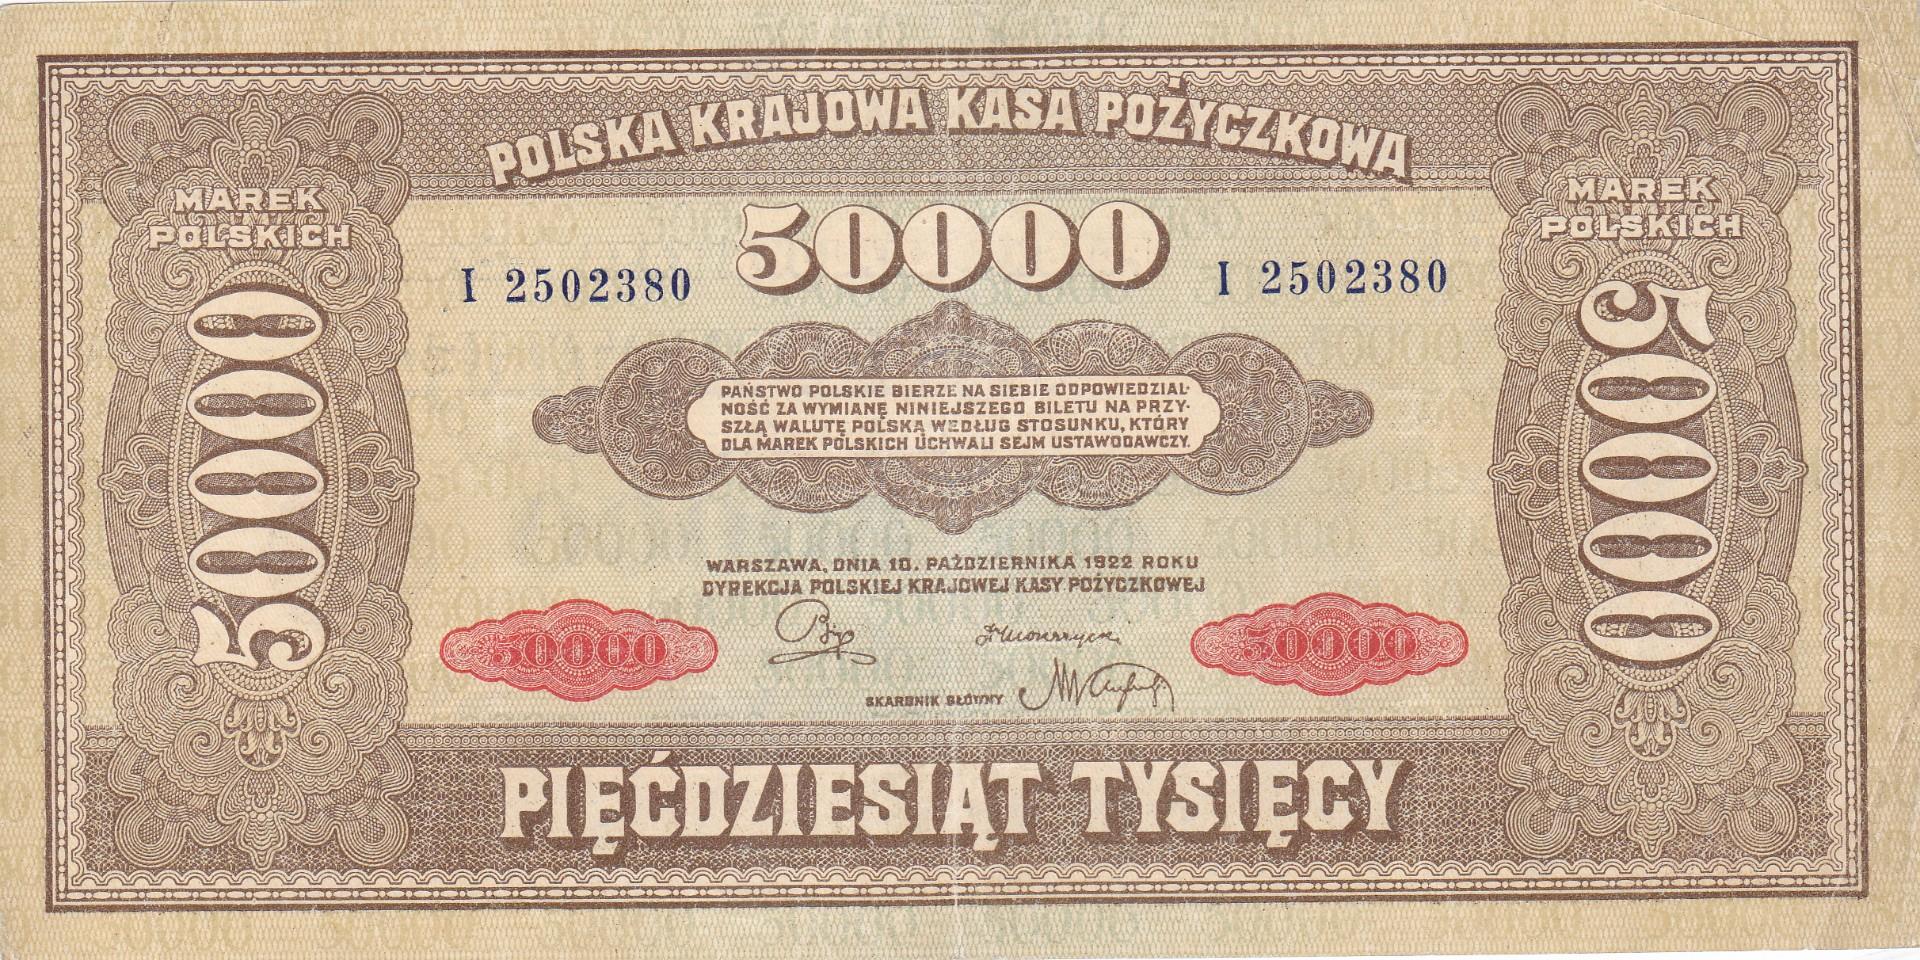 POLSKA KRAJOWA KASA POŻYCZKOWA
MAREK
POLSKICH
50000
MAREK
POLSKICH
I 2502380
I 2502380
50000
50000
PAŃSTWO POLSKIE BIERZE NA SIEBIE ODPOWIEDZIAL-
NOŚĆ ZA WYMIANĘ NINIEJSZEGO BILETU NA PRZY-
SZŁĄ WALUTĘ POLSKĄ WEDŁUG STOSUNKU, KTÓRY
DLA MAREK POLSKICH UCHWALI SEJM USTAWODAWCZY.
WARSZAWA, DNIA 10. PAŹDZIERNIKA 1922 ROKU
DYREKCJA POLSKIEJ KRAJOWEJ KASY POŻYCZKOWEJ
50000
50000
SKARBNIK GŁÓWNY
PIĘĆDZIESIĄT TYSIĘCY